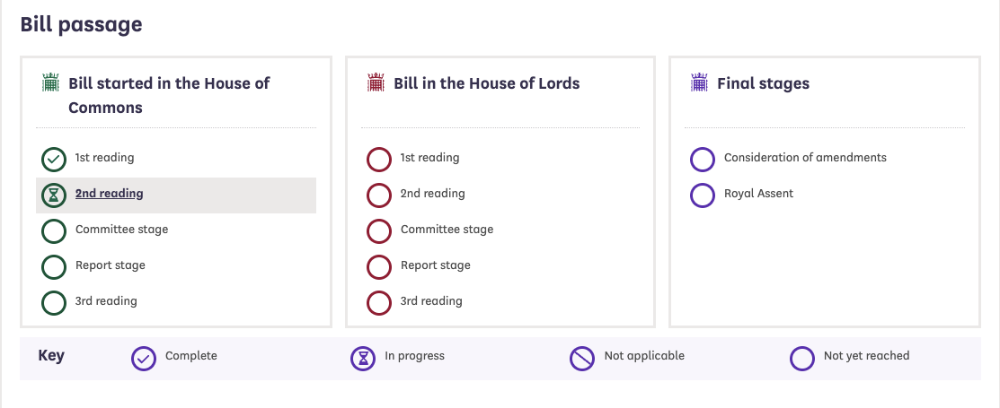 Bill passage
Bill started in the House of
Commons
1st reading
2nd reading
Committee stage
Report stage
3rd reading
Bill in the House of Lords
1st reading
2nd reading
Committee stage
Report stage
3rd reading
Final stages
Consideration of amendments
Royal Assent
Key
Complete
In progress
Not applicable
Not yet reached